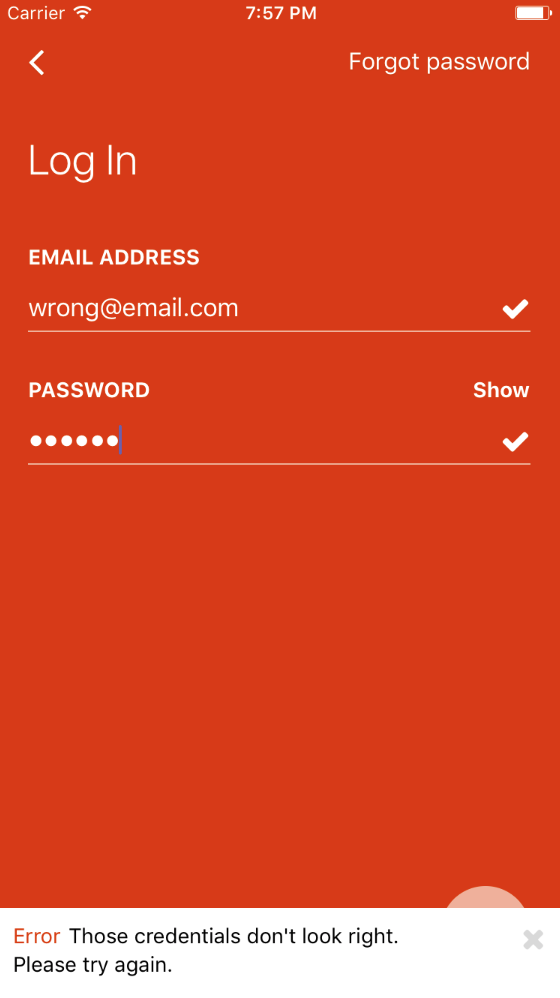 Carrier 7:57 PM
Forgot password
Log In
EMAIL ADDRESS
wrong@email.com
PASSWORD Show
Error Those credentials don't look right.
Please try again.